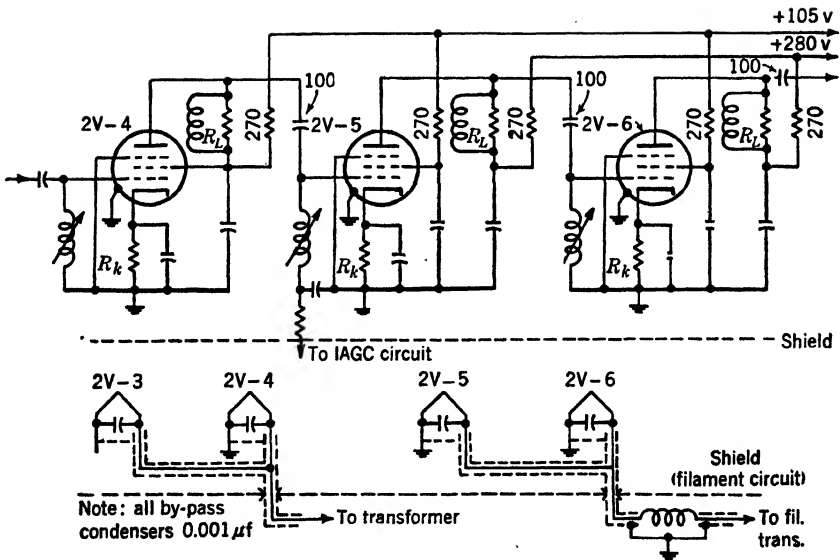 +105 v
+280 v
100
100
100
2V-4
R_L
270
2V-5
270
R_L
270
2V-6
270
R_L
270
R_k
R_k
R_k
Shield
To IAGC circuit
2V-3
2V-4
2V-5
2V-6
Shield
(filament circuit)
Note: all by-pass
condensers 0.001 μf
To transformer
To fil.
trans.